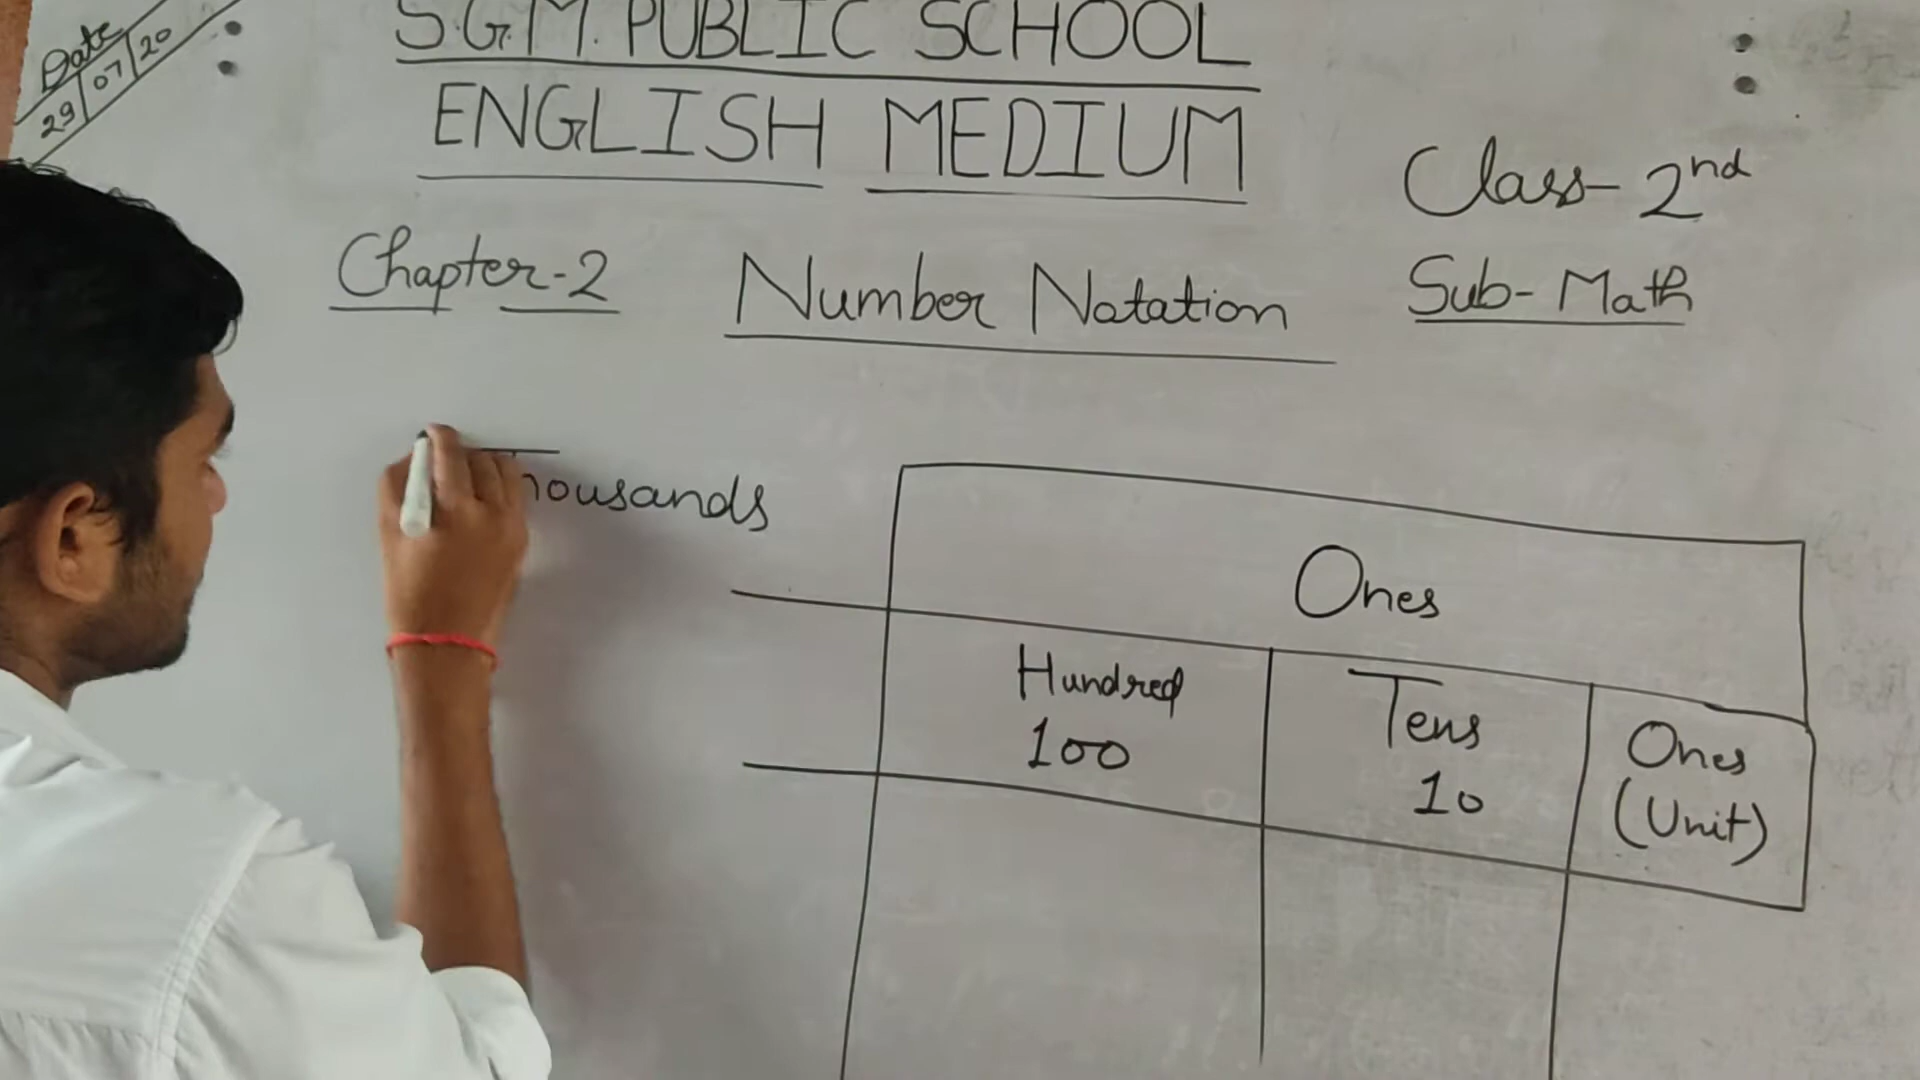 Date
29/07/20
S.G.M. PUBLIC SCHOOL
ENGLISH MEDIUM
Class- 2nd
Chapter-2
Number Natation
Sub- Math
Thousands
Ones
Hundred
100
Tens
10
Ones
(Unit)